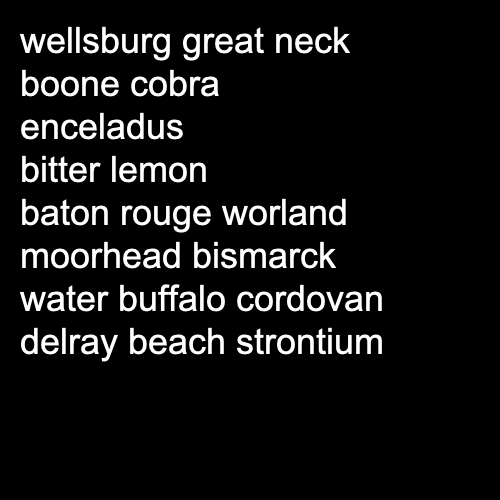 wellsburg great neck
boone cobra
enceladus
bitter lemon
baton rouge worland
moorhead bismarck
water buffalo cordovan
delray beach strontium